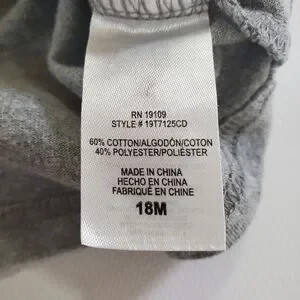 RN 19109
STYLE # 19T7125CD
60% COTTON/ALGODÓN/COTON
40% POLYESTER/POLIÉSTER
MADE IN CHINA
HECHO EN CHINA
FABRIQUÉ EN CHINE
18M